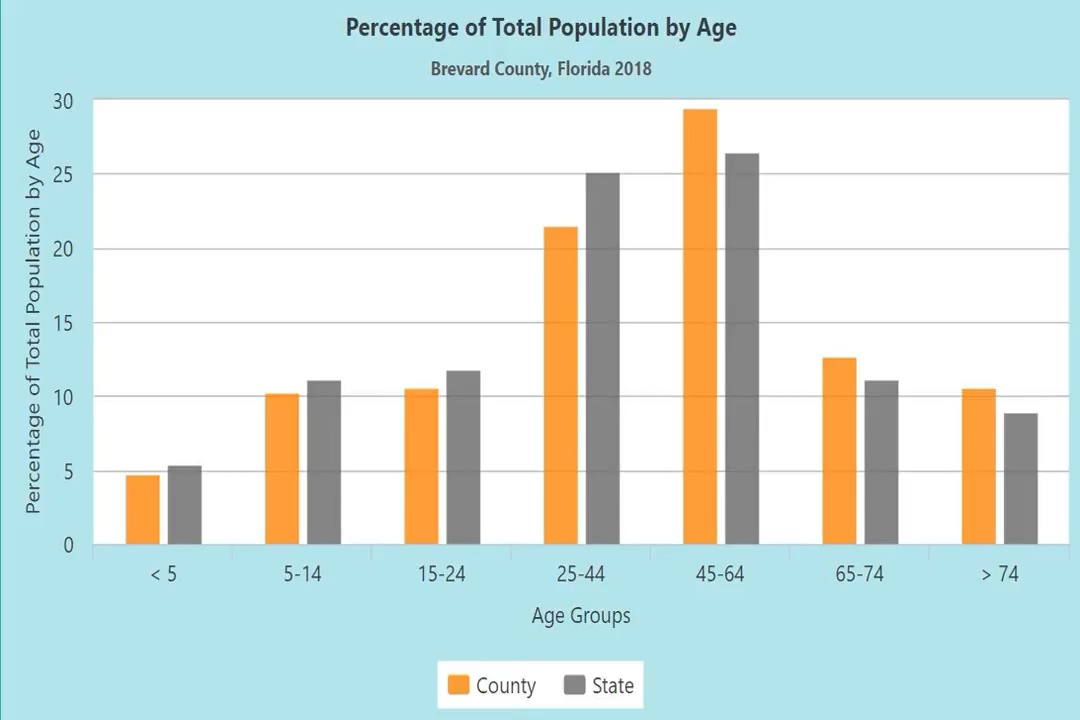 Percentage of Total Population by Age
Brevard County, Florida 2018
Percentage of Total Population by Age
30
25
20
15
10
5
0
< 5
5-14
15-24
25-44
45-64
65-74
> 74
Age Groups
County
State